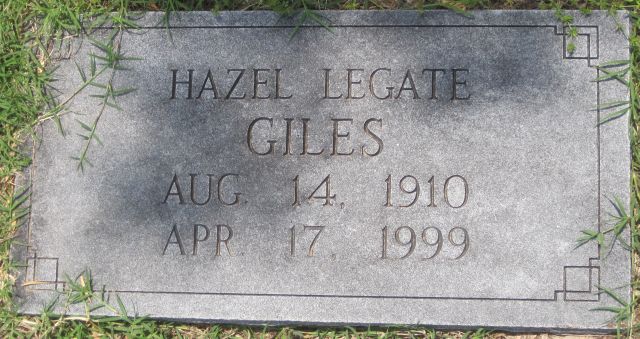 HAZEL LEGATE
GILES
AUG. 14, 1910
APR. 17, 1999